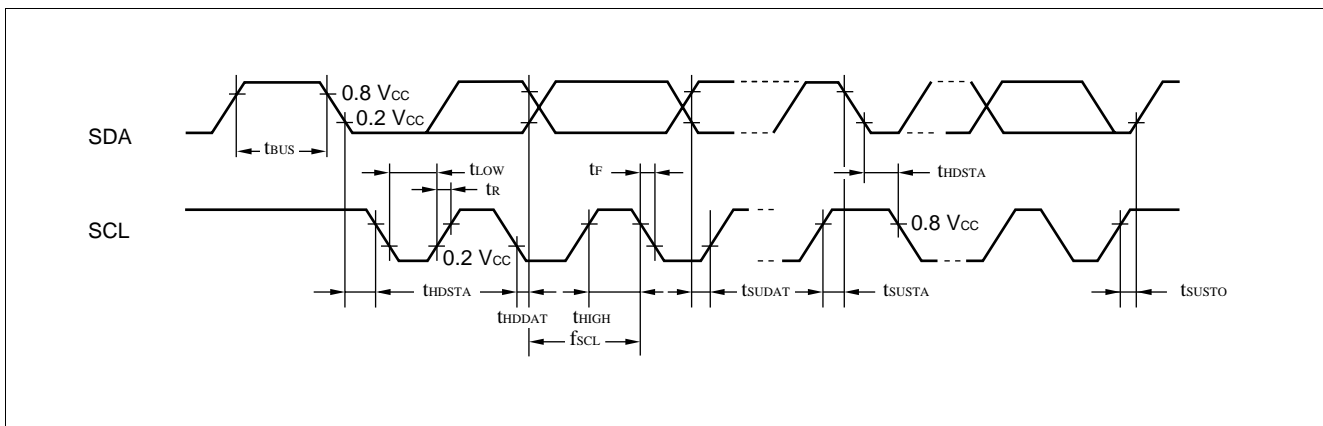 SDA
0.8 VCC
0.2 VCC
tBUS
tLOW
tR
tF
tHDSTA
SCL
0.2 VCC
0.8 VCC
tHDSTA
tSUDAT
tSUSTA
tSUSTO
tHDDAT
tHIGH
fSCL